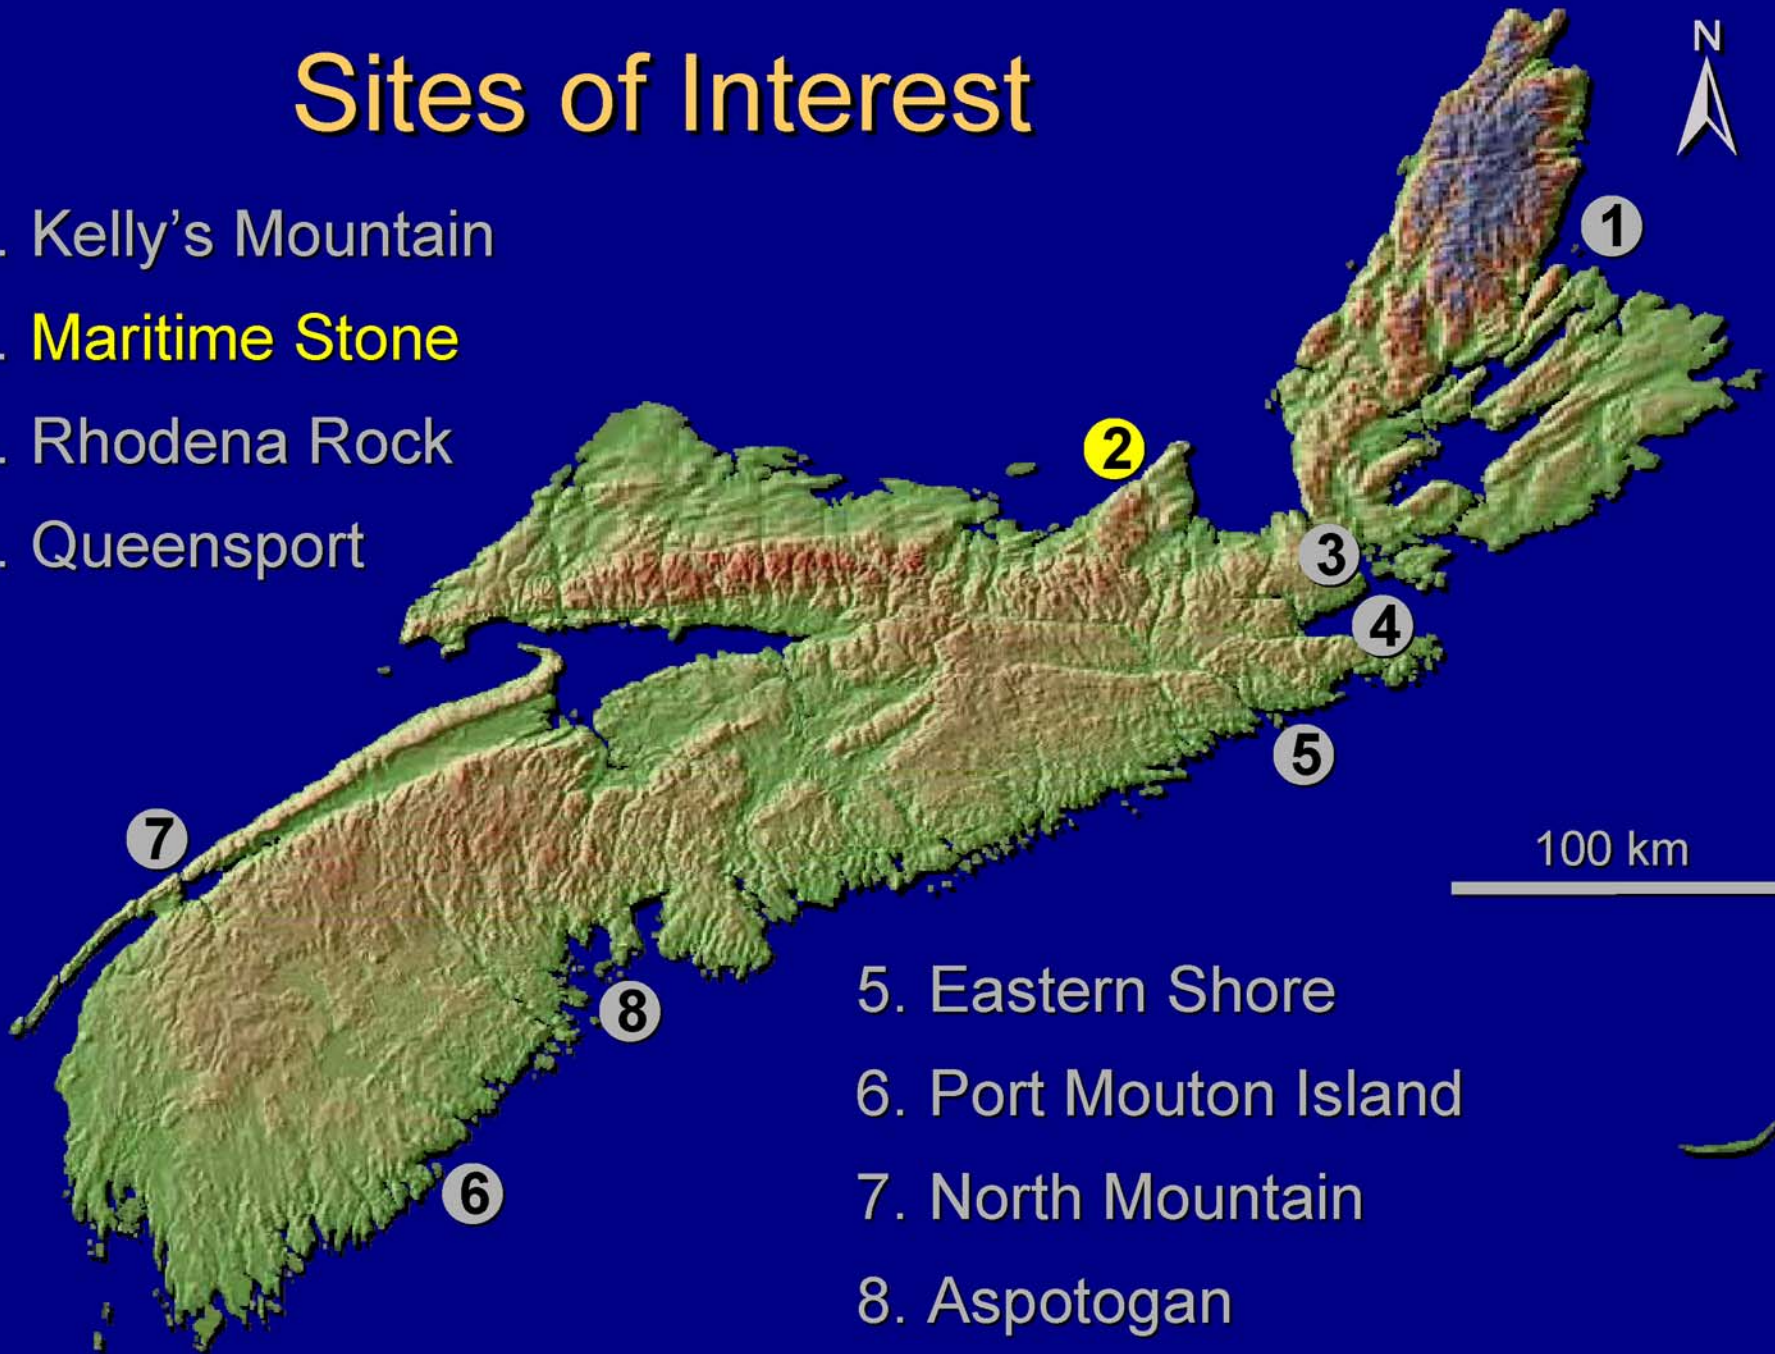 Sites of Interest
N
. Kelly’s Mountain
. Maritime Stone
. Rhodena Rock
. Queensport
1
2
3
4
5
7
100 km
8
6
5. Eastern Shore
6. Port Mouton Island
7. North Mountain
8. Aspotogan